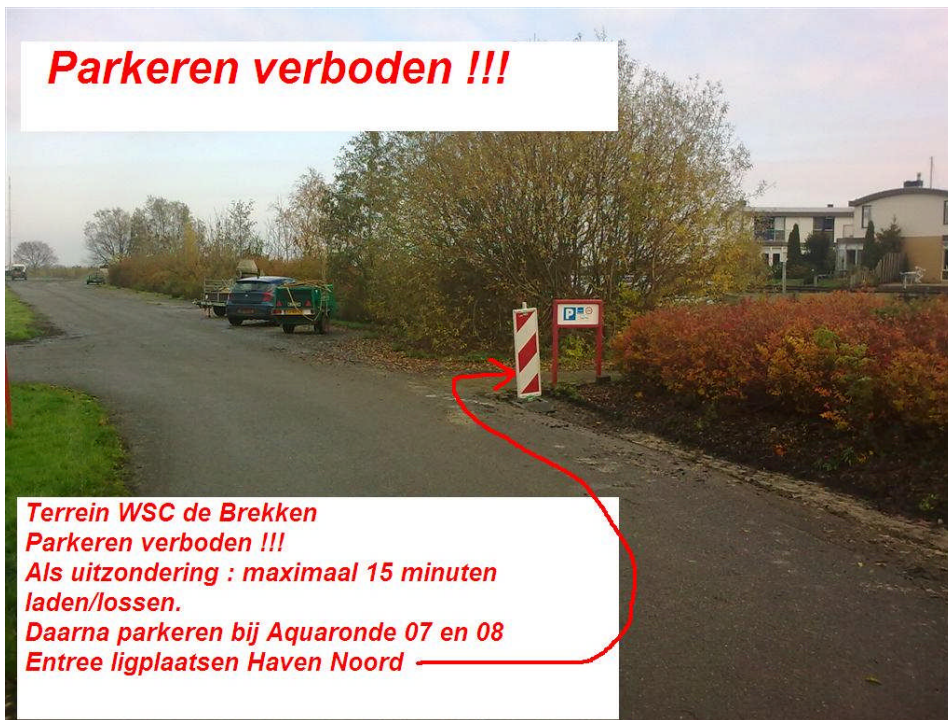 Parkeren verboden !!!
P
Terrein WSC de Brekken
Parkeren verboden !!!
Als uitzondering : maximaal 15 minuten
laden/lossen.
Daarna parkeren bij Aquaronde 07 en 08
Entree ligplaatsen Haven Noord